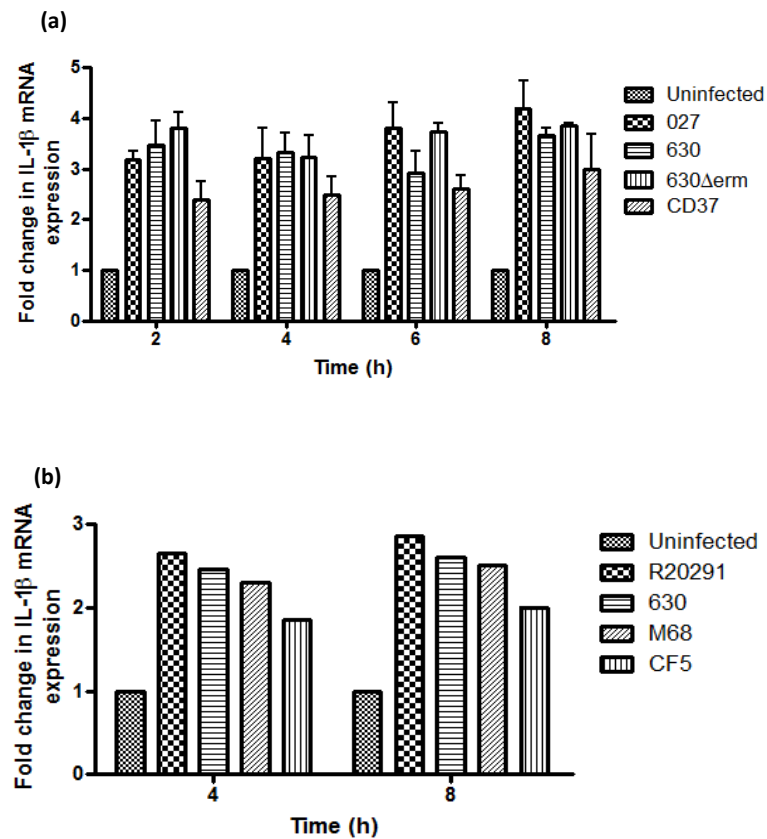 (a)
Fold change in IL-1β mRNA
expression
5
4
3
2
1
0
2 4 6 8
Time (h)
Uninfected
027
630
630Δerm
CD37
(b)
Fold change in IL-1β mRNA
expression
3
2
1
0
4 8
Time (h)
Uninfected
R20291
630
M68
CF5